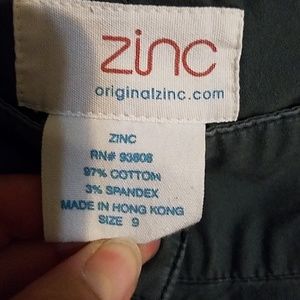 zinc
originalzinc.com
ZINC
RN# 93608
97% COTTON
3% SPANDEX
MADE IN HONG KONG
SIZE 9